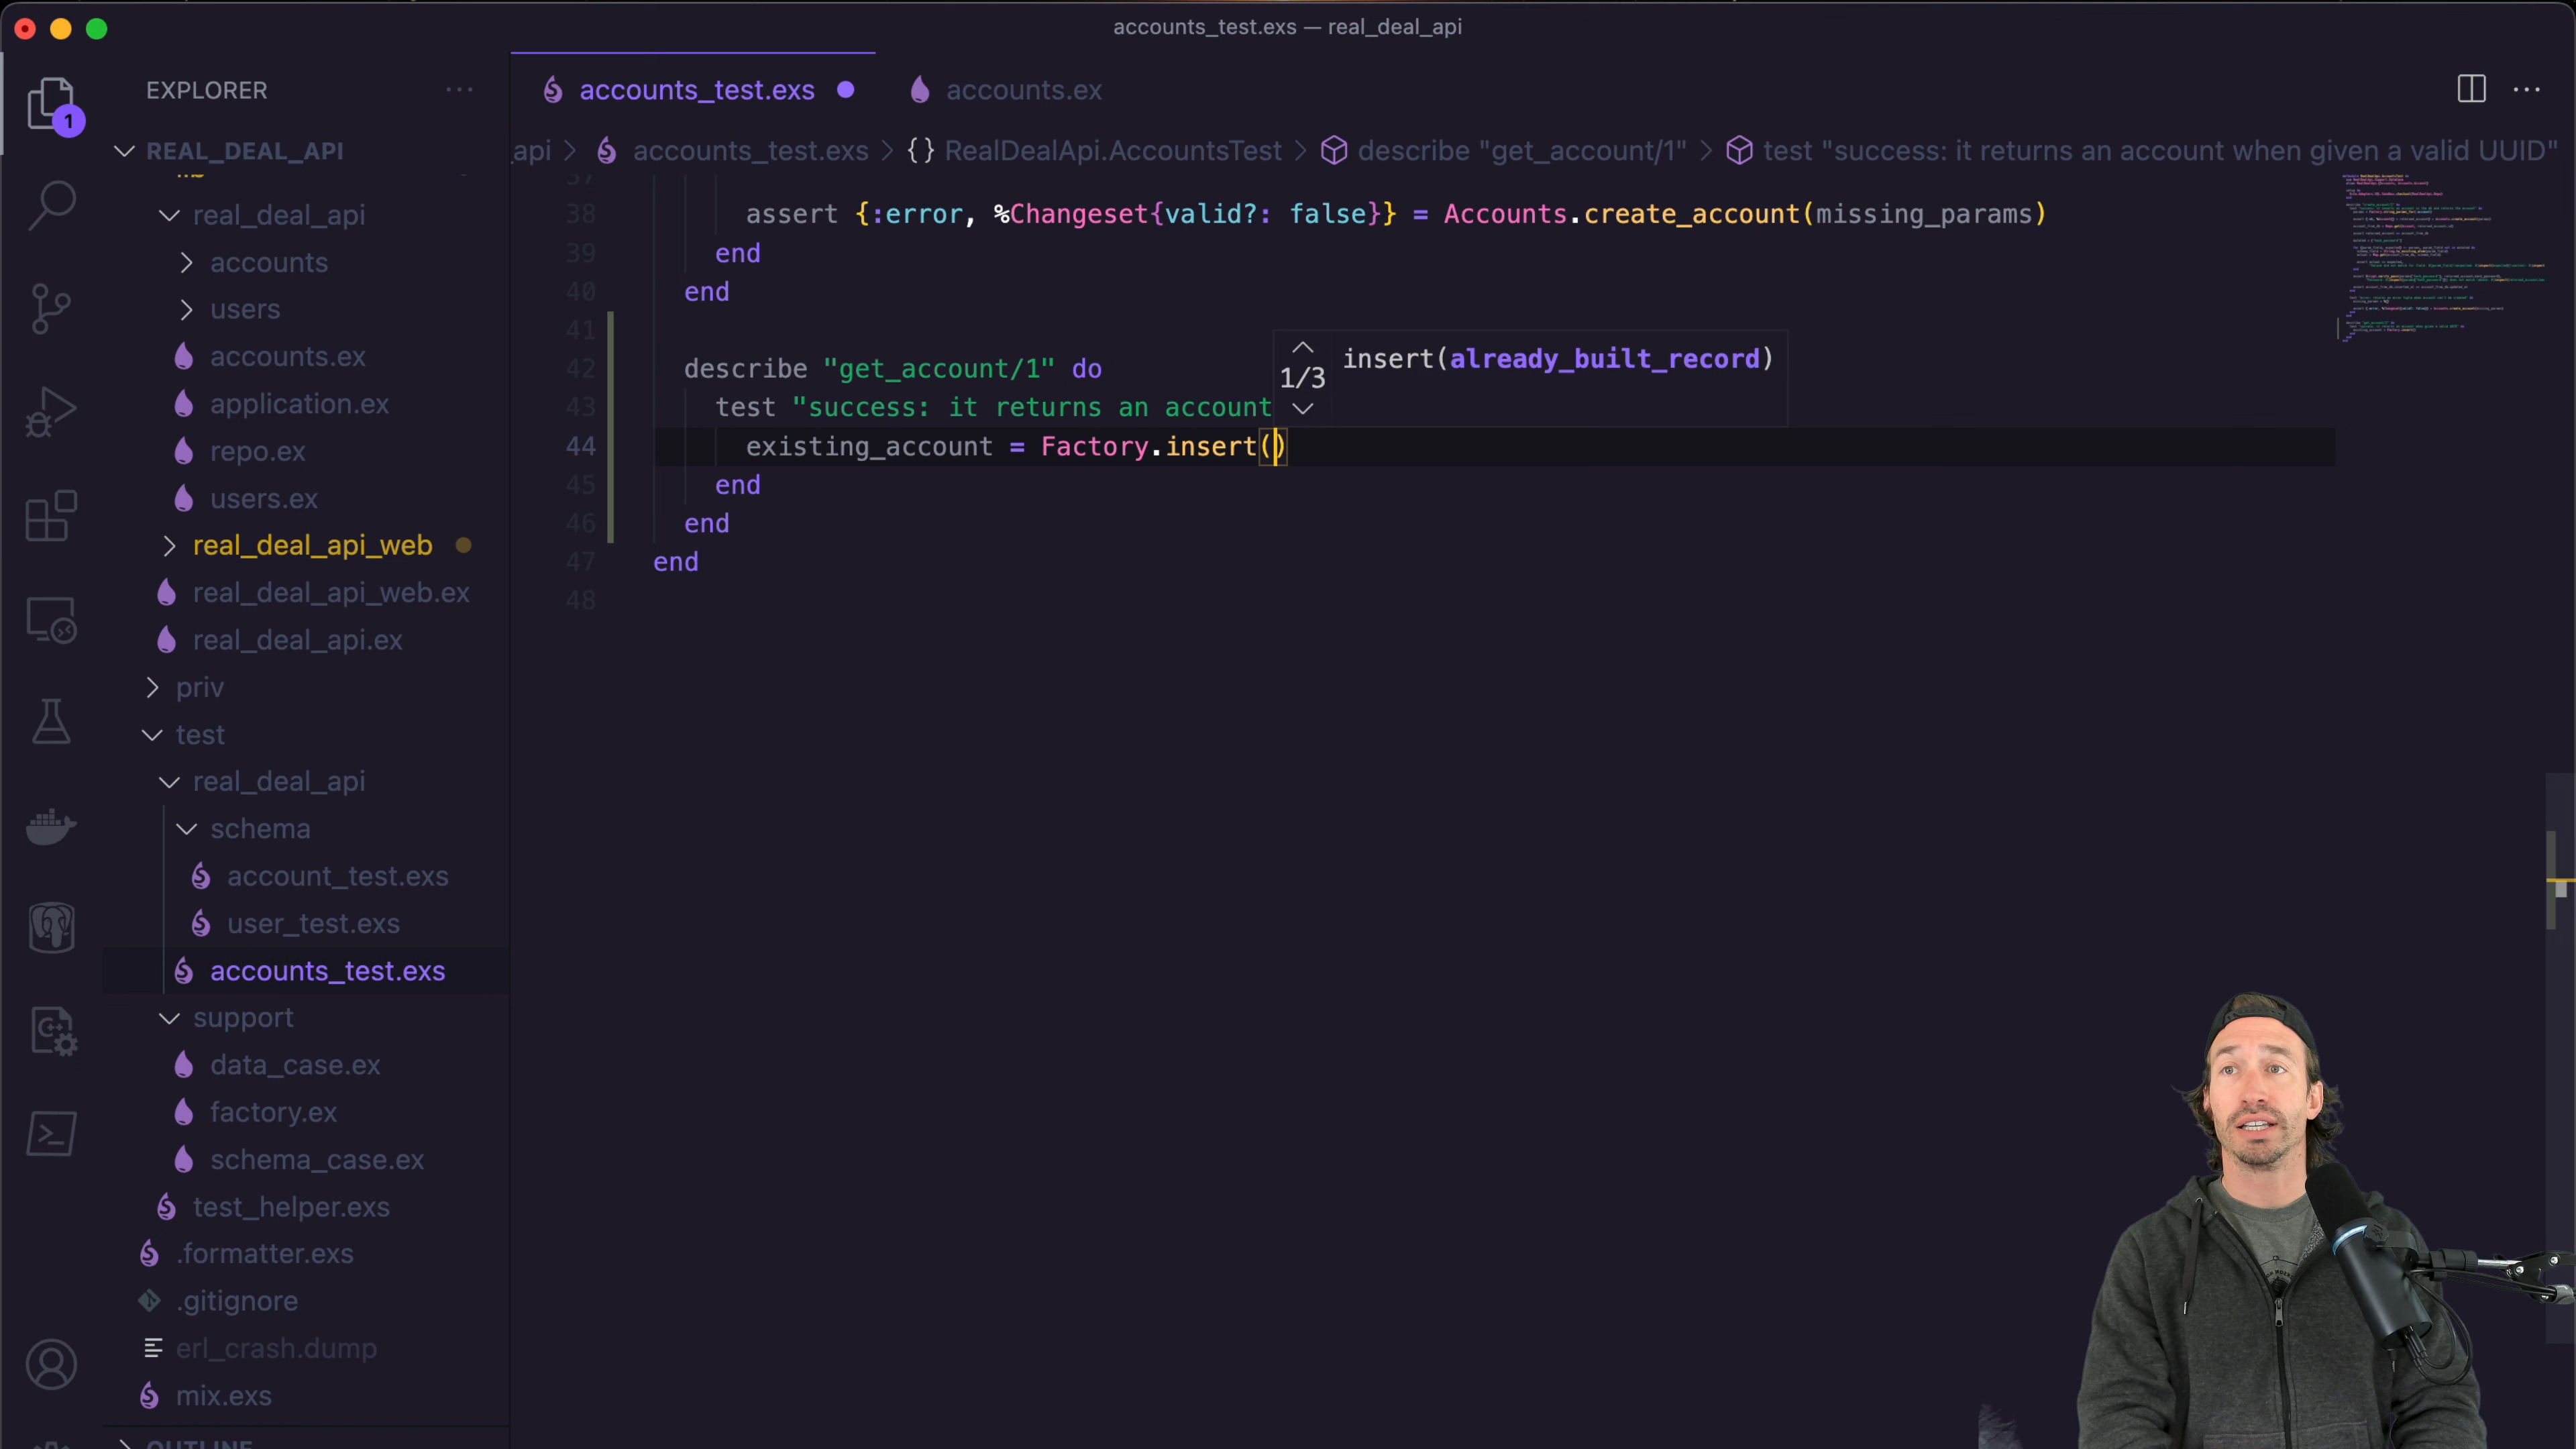 accounts_test.exs — real_deal_api
EXPLORER
1
REAL_DEAL_API
real_deal_api
accounts
users
accounts.ex
application.ex
repo.ex
users.ex
real_deal_api_web
real_deal_api_web.ex
real_deal_api.ex
priv
test
real_deal_api
schema
account_test.exs
user_test.exs
accounts_test.exs
support
data_case.ex
factory.ex
schema_case.ex
test_helper.exs
.formatter.exs
.gitignore
erl_crash.dump
mix.exs
OUTLINE
accounts_test.exs
accounts.ex
_api > accounts_test.exs > {} RealDealApi.AccountsTest > describe "get_account/1" > test "success: it returns an account when given a valid UUID"
37
38 assert {:error, %Changeset{valid?: false}} = Accounts.create_account(missing_params)
39 end
40 end
41
42 describe "get_account/1" do
43 test "success: it returns an account
44 existing_account = Factory.insert()
45 end
46 end
47 end
48
1/3
insert(already_built_record)